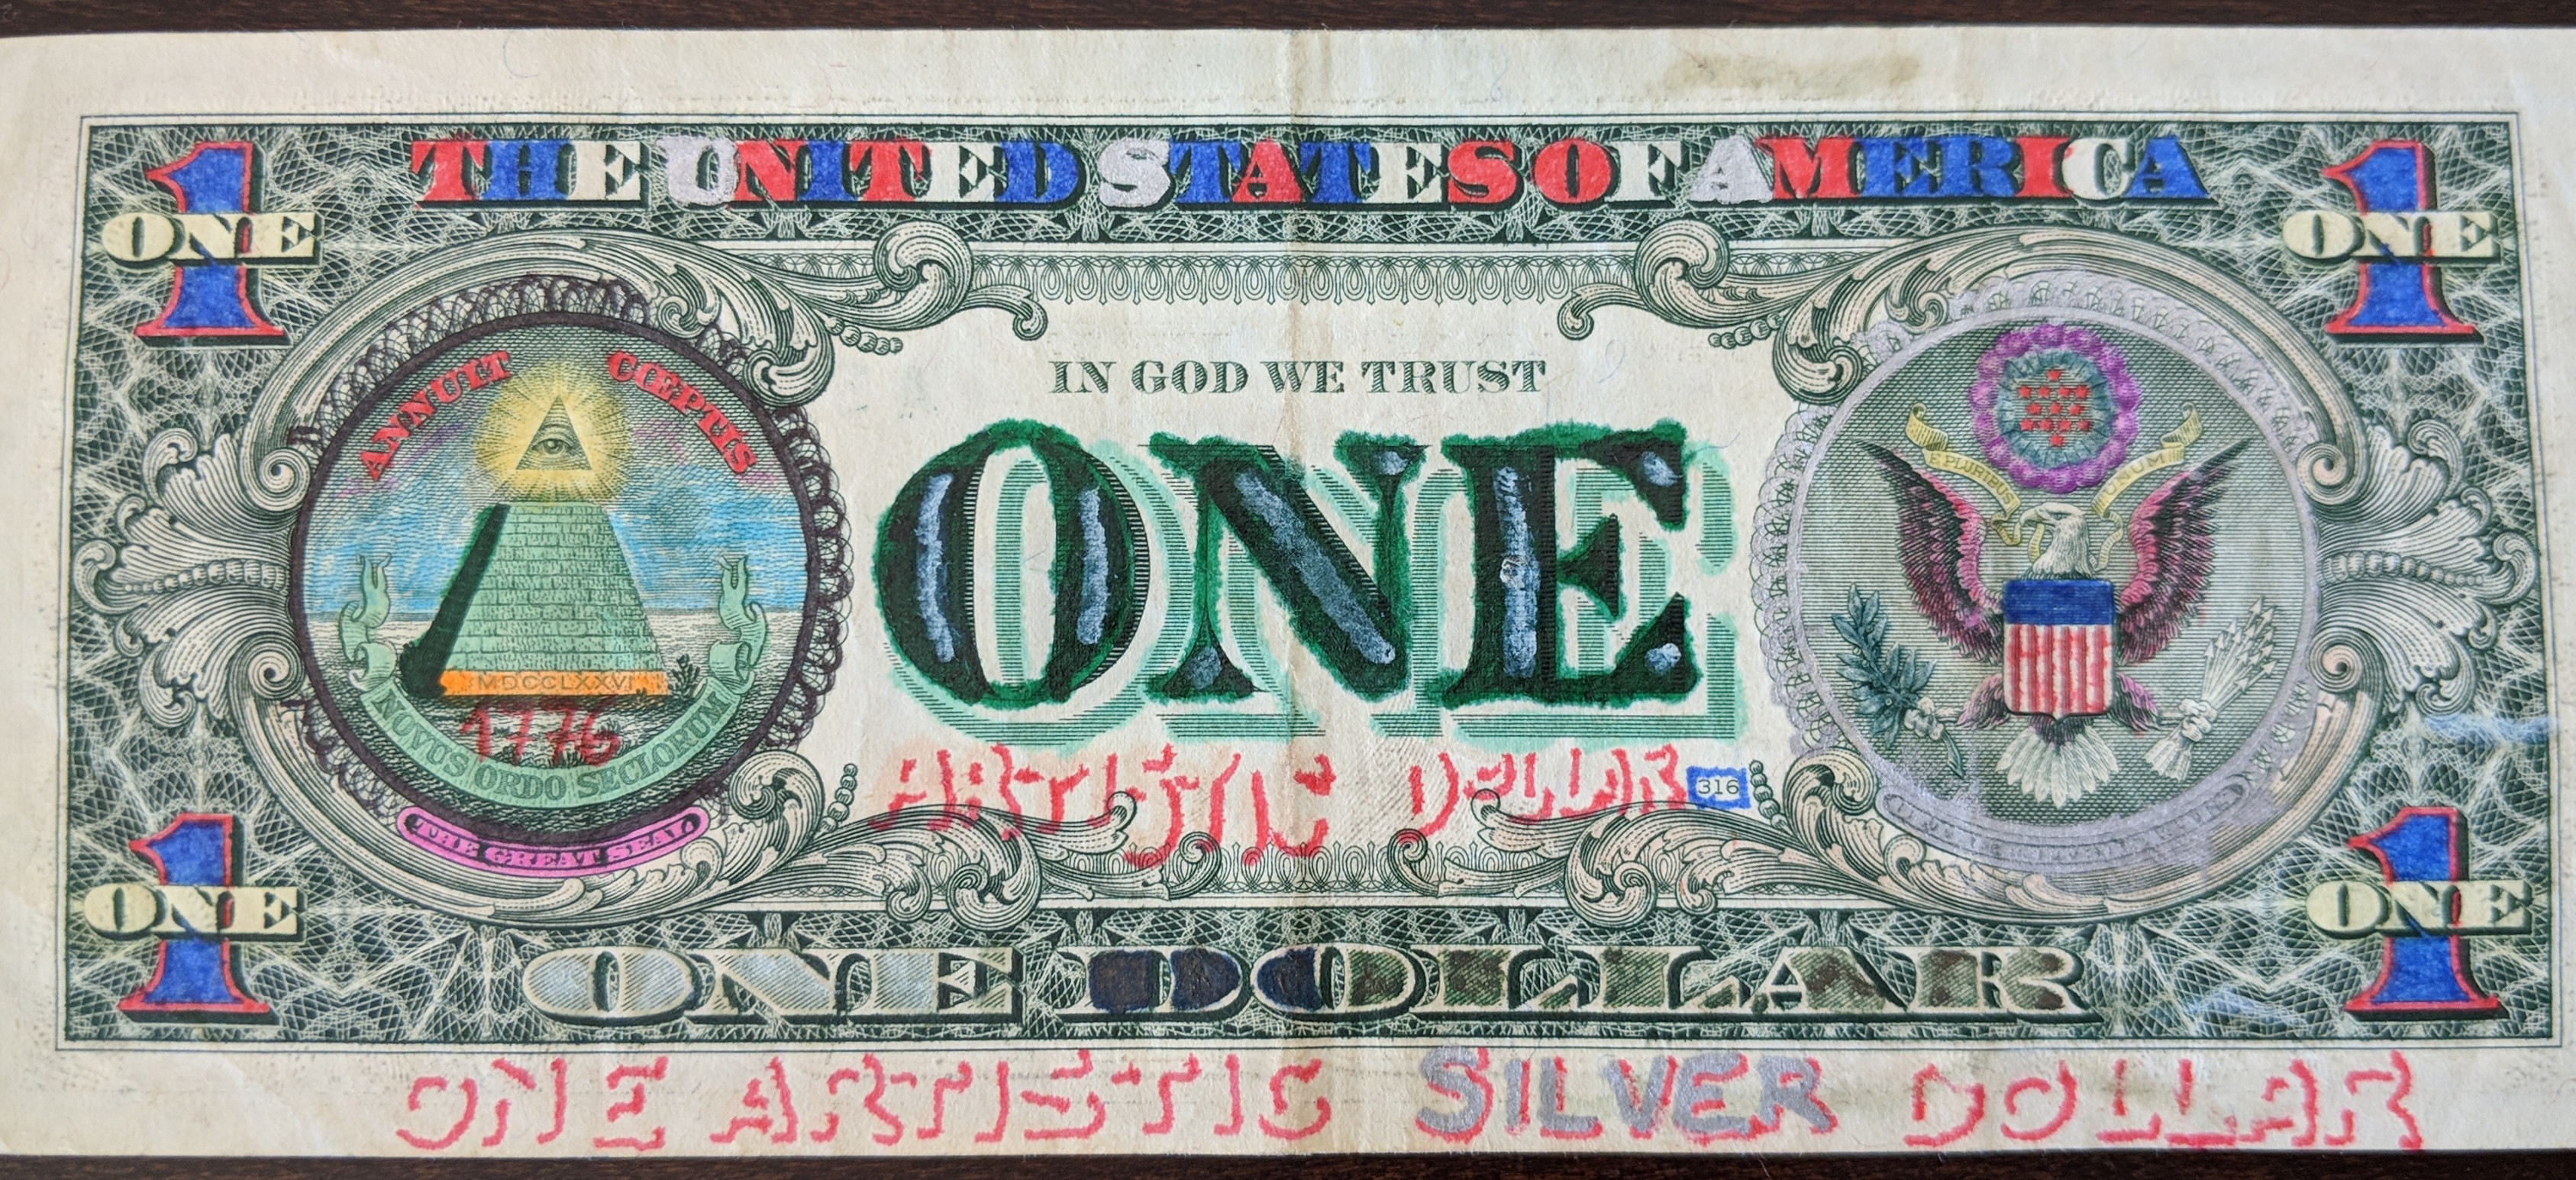 THE UNITED STATES OF AMERICA
1 ONE
1 ONE
IN GOD WE TRUST
ANNUIT CŒPTIS
ONE
E PLURIBUS UNUM
MDCCLXXVI
1776
NOVUS ORDO SECLORUM
ARTISTIC DOLLAR 316
THE GREAT SEAL
1 ONE
1 ONE
ONE DOLLAR
ONE ARTISTIC SILVER DOLLAR